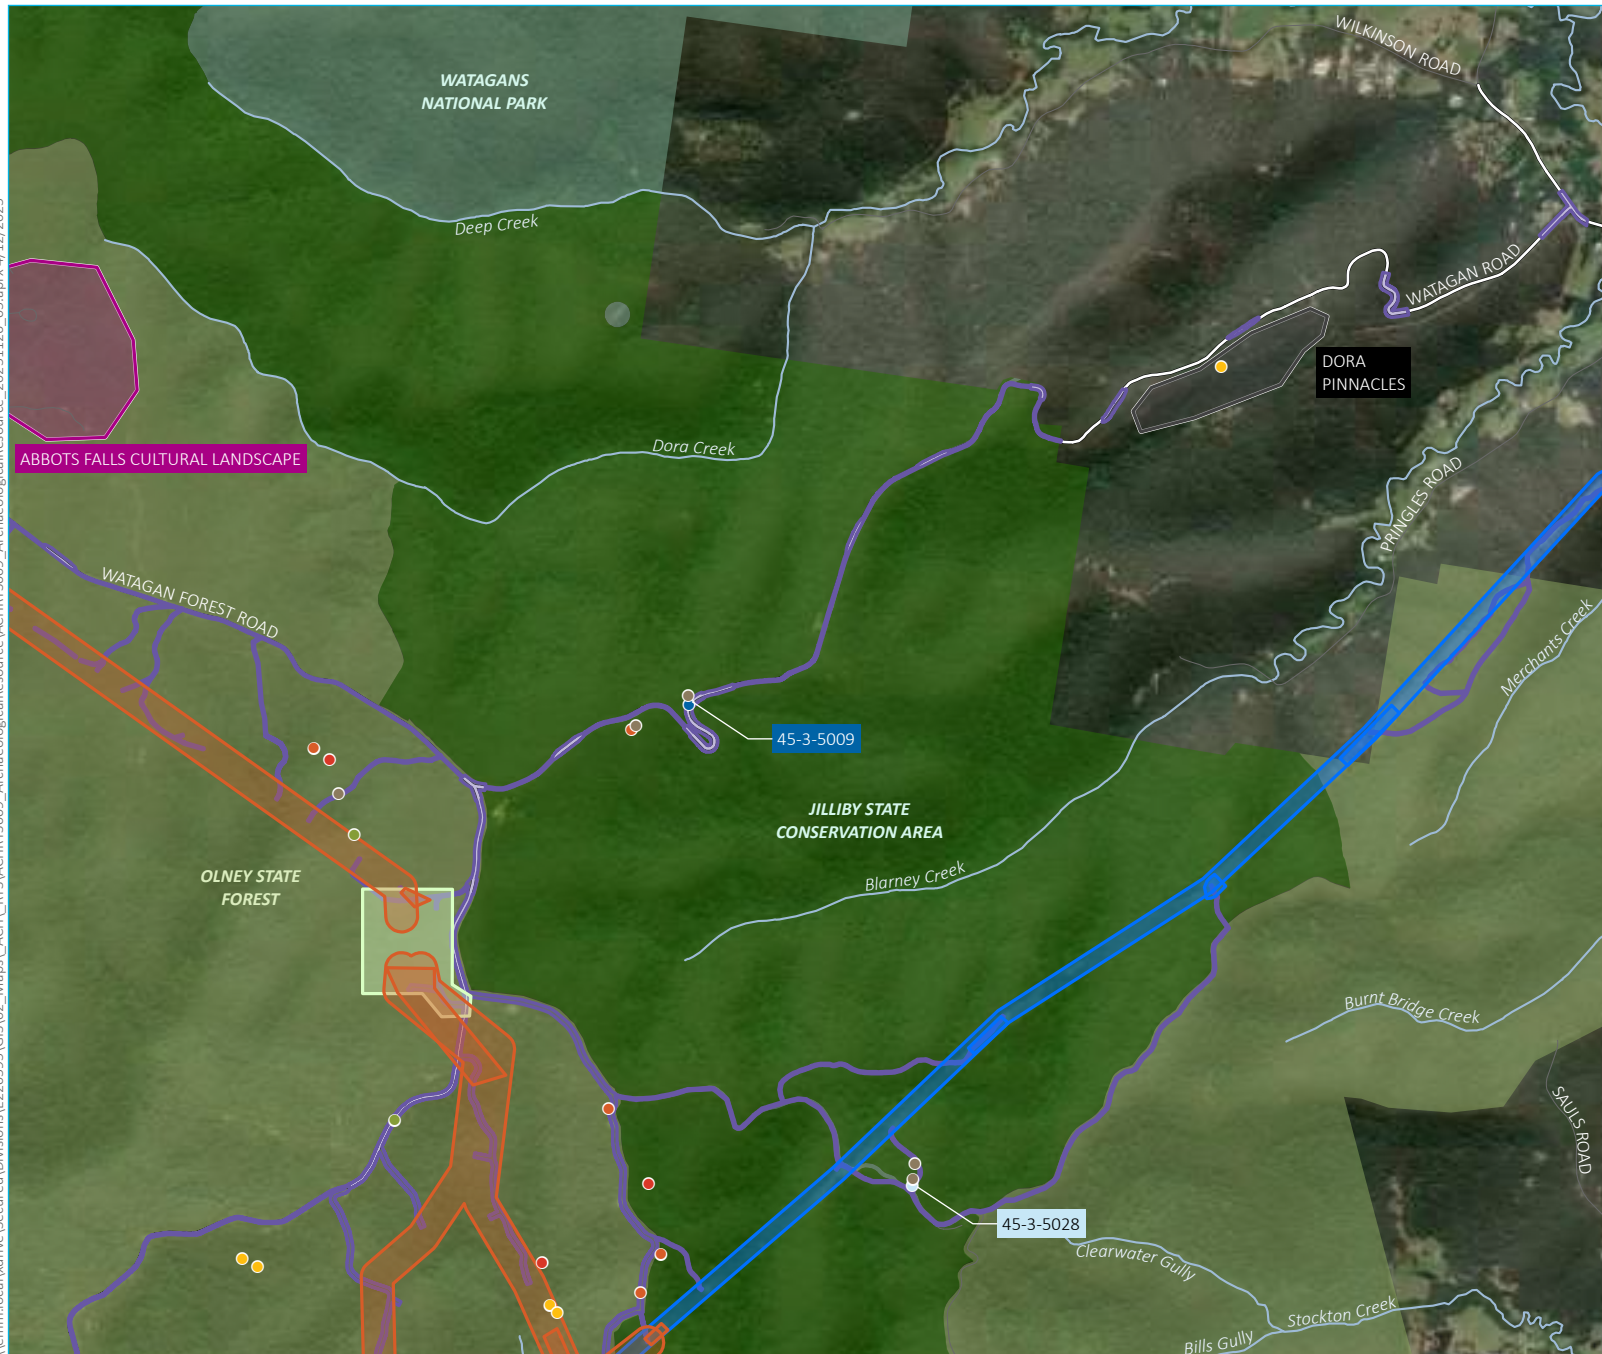 WILKINSON ROAD
WATAGANS
NATIONAL PARK
Deep Creek
WATAGAN ROAD
DORA
PINNACLES
Dora Creek
ABBOTS FALLS CULTURAL LANDSCAPE
PRINGLES ROAD
WATAGAN FOREST ROAD
Merchants Creek
45-3-5009
JILLIBY STATE
CONSERVATION AREA
Blarney Creek
OLNEY STATE
FOREST
Burnt Bridge Creek
SAULS ROAD
45-3-5028
Clearwater Gully
Stockton Creek
Bills Gully